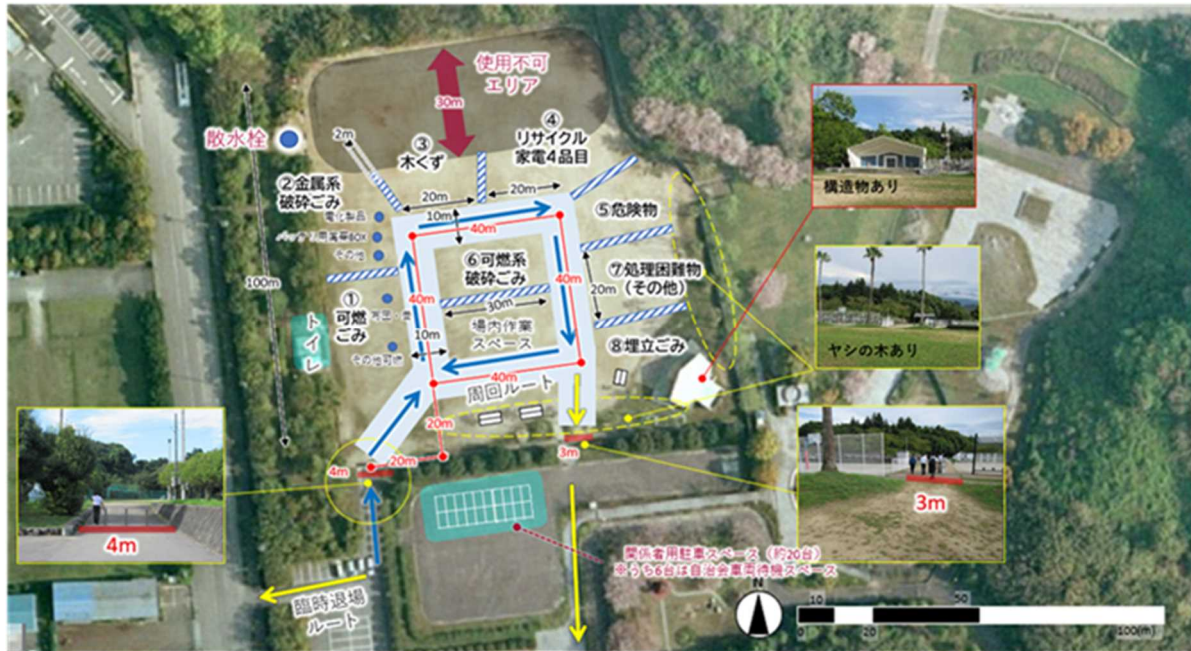 使用不可
エリア
30m
散水栓
2m
③
木くず
④
リサイクル
家電4品目
②金属系
破砕ごみ
電化製品
その他
20m
20m
10m
40m
⑤危険物
構造物あり
⑥可燃系
破砕ごみ
40m
40m
30m
⑦処理困難物
(その他)
20m
100m
①
可燃
ごみ
その他可燃
10m
場内作業
スペース
トイレ
⑧埋立ごみ
ヤシの木あり
40m
周回ルート
20m
20m
4m
3m
4m
3m
関係者用駐車スペース(約20台)
※うち6台は自治会車両待機スペース
臨時退場
ルート
N
10
50
0
20
100(m)